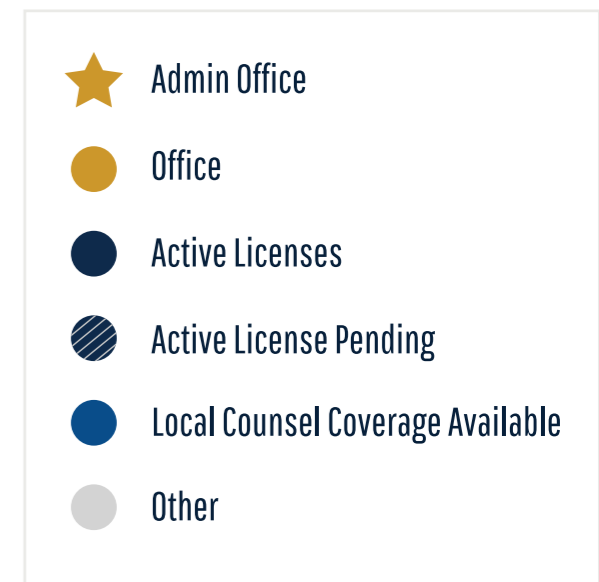 Admin Office
Office
Active Licenses
Active License Pending
Local Counsel Coverage Available
Other